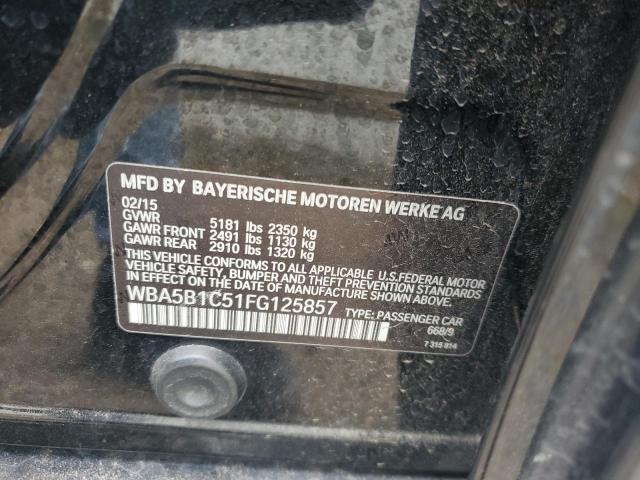 MFD BY BAYERISCHE MOTOREN WERKE AG
02/15
GVWR 5181 lbs 2350 kg
GAWR FRONT 2491 lbs 1130 kg
GAWR REAR 2910 lbs 1320 kg
THIS VEHICLE CONFORMS TO ALL APPLICABLE U.S.FEDERAL MOTOR
VEHICLE SAFETY, BUMPER, AND THEFT PREVENTION STANDARDS
IN EFFECT ON THE DATE OF MANUFACTURE SHOWN ABOVE.
WBA5B1C51FG125857 TYPE: PASSENGER CAR
668/9
7 319 814